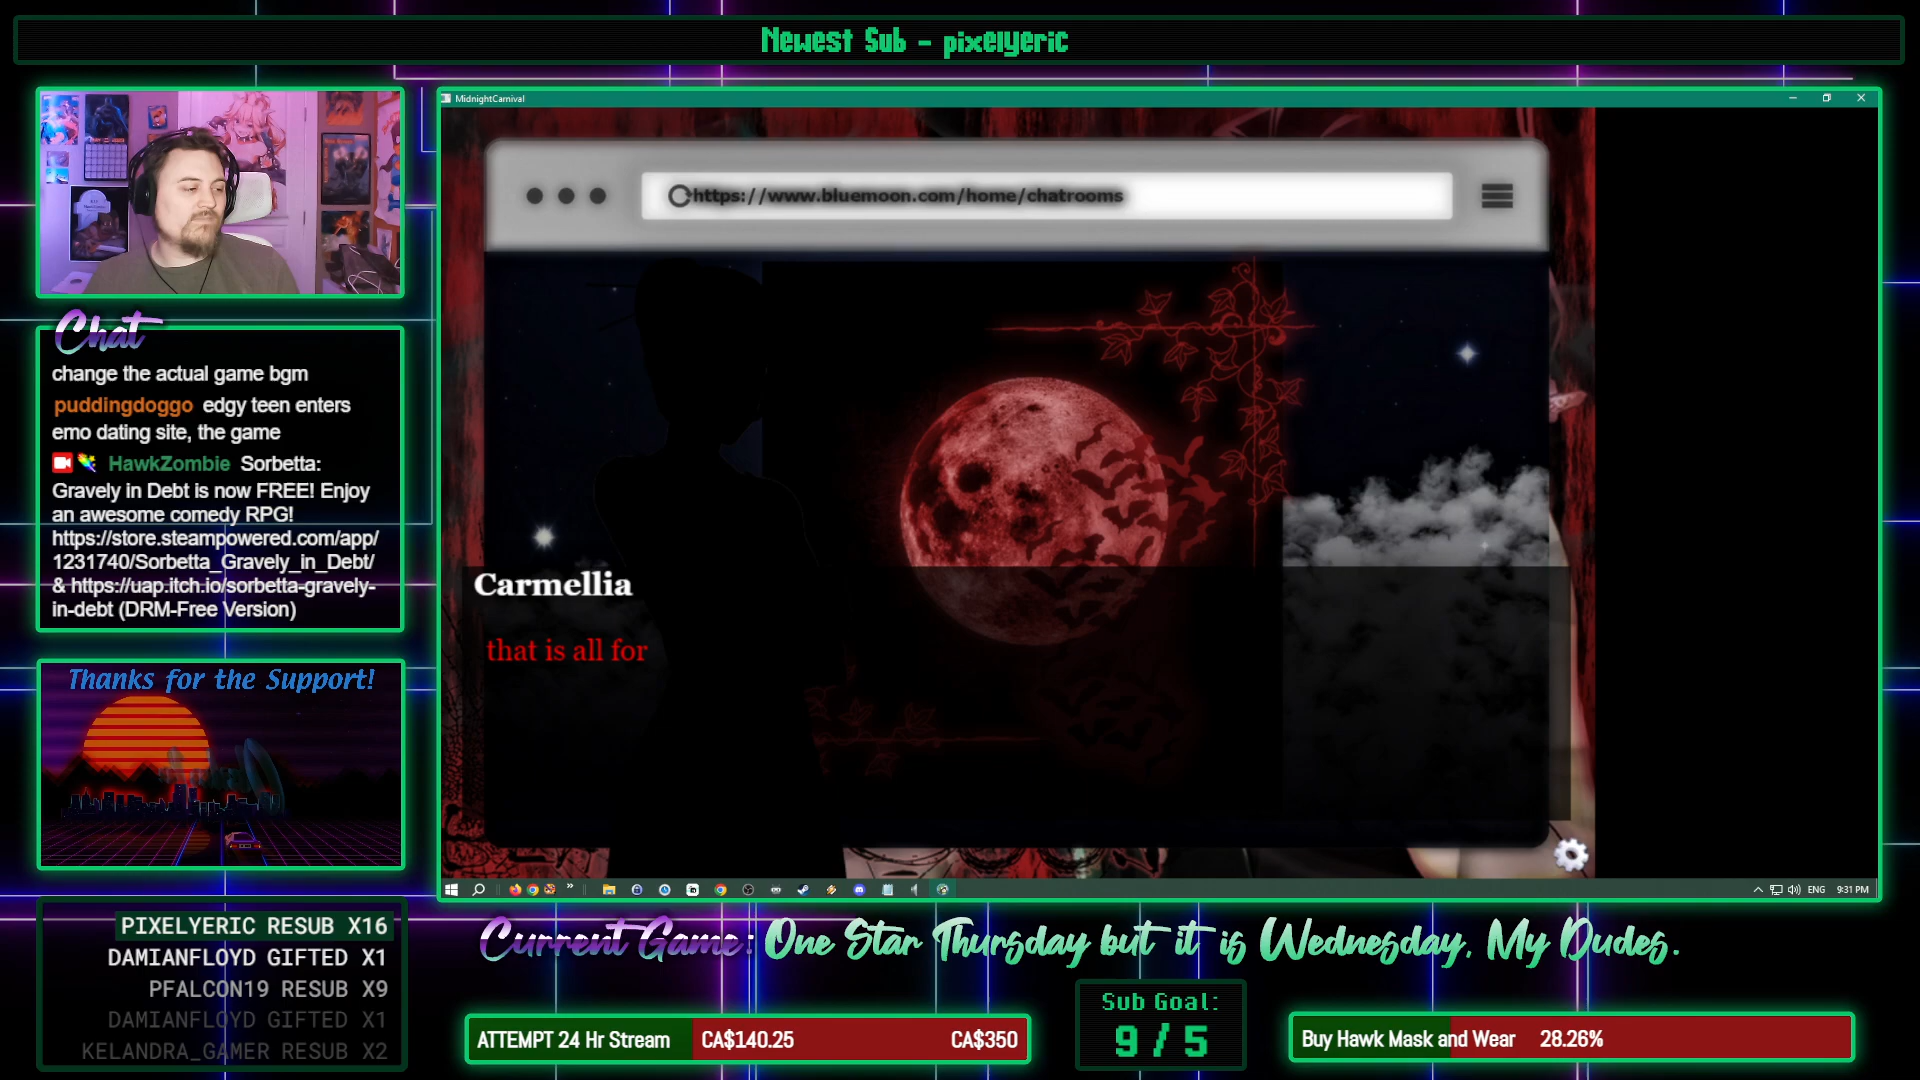 Newest Sub - pixelyeric
MidnightCarnival
https://www.bluemoon.com/home/chatrooms
Chat
change the actual game bgm
puddingdoggo edgy teen enters
emo dating site, the game
HawkZombie Sorbetta:
Gravely in Debt is now FREE! Enjoy
an awesome comedy RPG!
https://store.steampowered.com/app/
1231740/Sorbetta_Gravely_in_Debt/
& https://uap.itch.io/sorbetta-gravely-
in-debt (DRM-Free Version)
Carmellia
that is all for
Thanks for the Support!
ENG 9:31 PM
PIXELYERIC RESUB X16
DAMIANFLOYD GIFTED X1
PFALCON19 RESUB X9
DAMIANFLOYD GIFTED X1
KELANDRA_GAMER RESUB X2
Current Game: One Star Thursday but it is Wednesday, My Dudes.
ATTEMPT 24 Hr Stream CA$140.25 CA$350
Sub Goal:
9 / 5
Buy Hawk Mask and Wear 28.26%